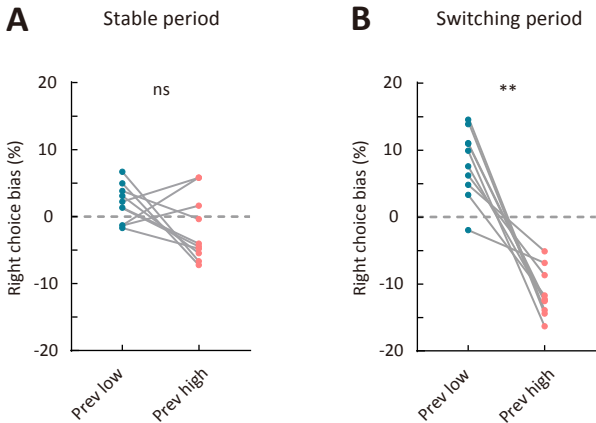 A
Stable period
ns
Right choice bias (%)
20
10
0
-10
-20
Prev low
Prev high
B
Switching period
**
Right choice bias (%)
20
10
0
-10
-20
Prev low
Prev high